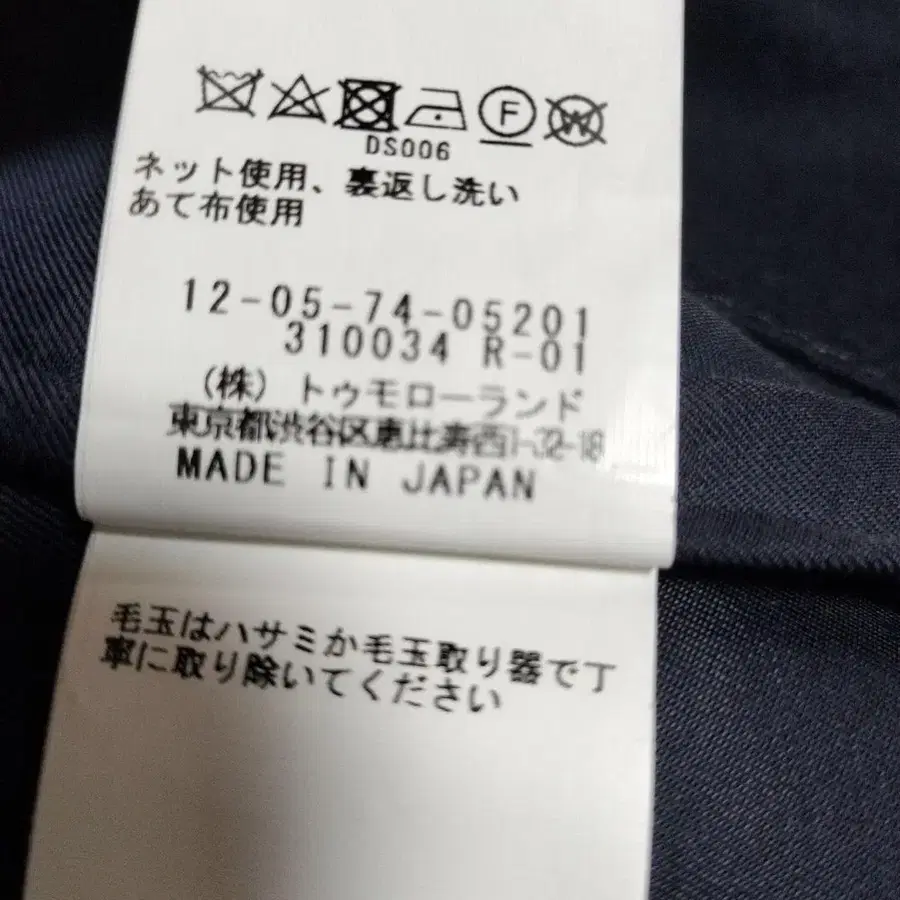 F W
DS006
ネット使用、裏返し洗い
あて布使用
12-05-74-05201
310034 R-01
(株) トゥモローランド
東京都渋谷区恵比寿西1-32-18
MADE IN JAPAN
毛玉はハサミか毛玉取り器で丁
寧に取り除いてください